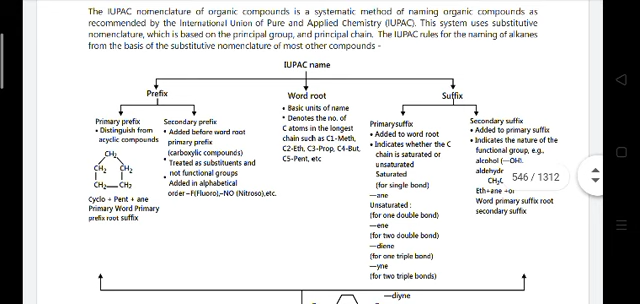 The IUPAC nomenclature of organic compounds is a systematic method of naming organic compounds as
recommended by the International Union of Pure and Applied Chemistry (IUPAC). This system uses substitutive
nomenclature, which is based on the principal group, and principal chain. The IUPAC rules for the naming of alkanes
from the basis of the substitutive nomenclature of most other compounds -
IUPAC name
Prefix
Primary prefix
• Distinguish from
acyclic compounds
CH₂
CH₂ CH₂
CH₂—CH₂
Cyclo + Pent + ane
Primary Word Primary
prefix root suffix
Secondary prefix
• Added before word root
primary prefix
(carboxylic compounds)
• Treated as substituents and
not functional groups
• Added in alphabetical
order –F(Fluoro),–NO (Nitroso),etc.
Word root
• Basic units of name
• Denotes the no. of
C atoms in the longest
chain such as C1-Meth,
C2-Eth, C3-Prop, C4-But,
C5-Pent, etc
Suffix
Primary suffix
• Added to word root
• Indicates whether the C
chain is saturated or
unsaturated
Saturated
(for single bond)
—ane
Unsaturated :
(for one double bond)
—ene
(for two double bond)
—diene
(for one triple bond)
—yne
(for two triple bonds)
—diyne
Secondary suffix
• Added to primary suffix
• Indicates the nature of the
functional group, e.g.,
alcohol (—OH).
aldehyd
Eth+ane +ol
Word primary suffix root
secondary suffix
546 / 1312